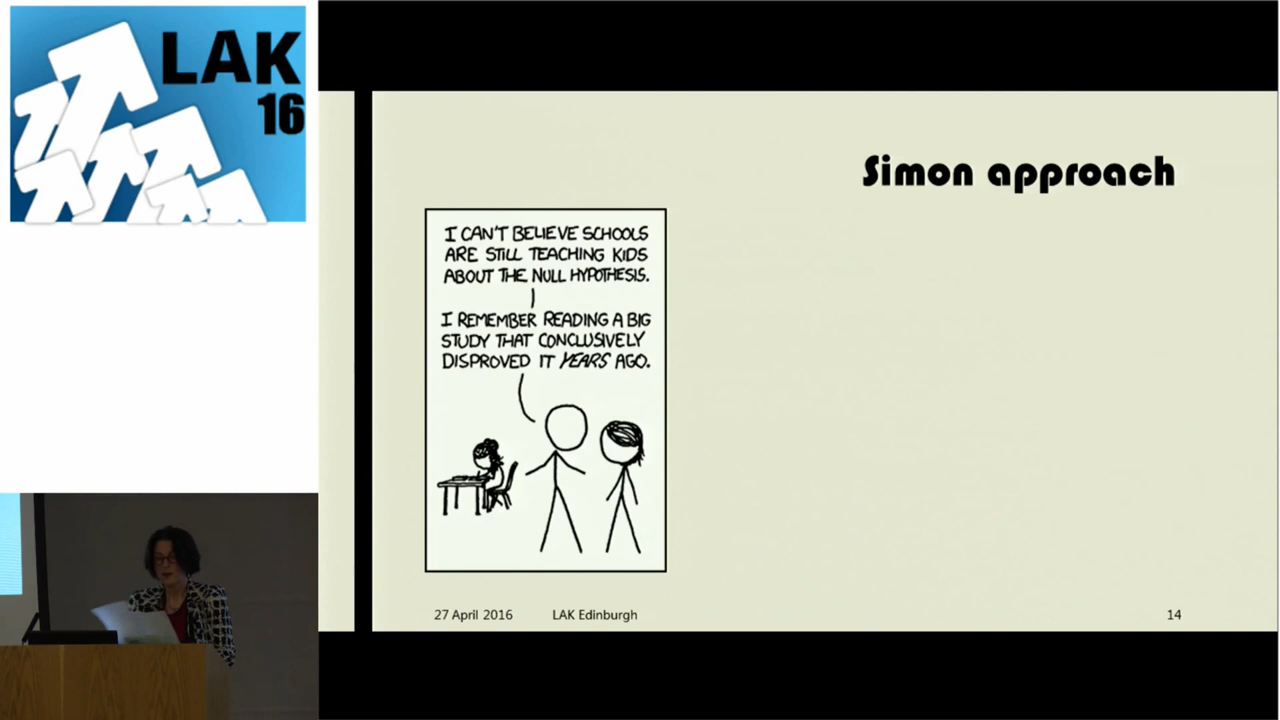 LAK
16
Simon approach
I CAN'T BELIEVE SCHOOLS
ARE STILL TEACHING KIDS
ABOUT THE NULL HYPOTHESIS.
I REMEMBER READING A BIG
STUDY THAT CONCLUSIVELY
DISPROVED IT YEARS AGO.
27 April 2016 LAK Edinburgh 14